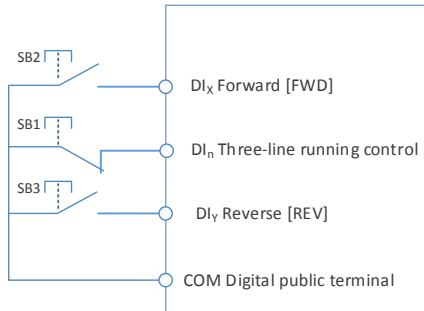 SB2
DIX Forward [FWD]
SB1
DIn Three-line running control
SB3
DIY Reverse [REV]
COM Digital public terminal